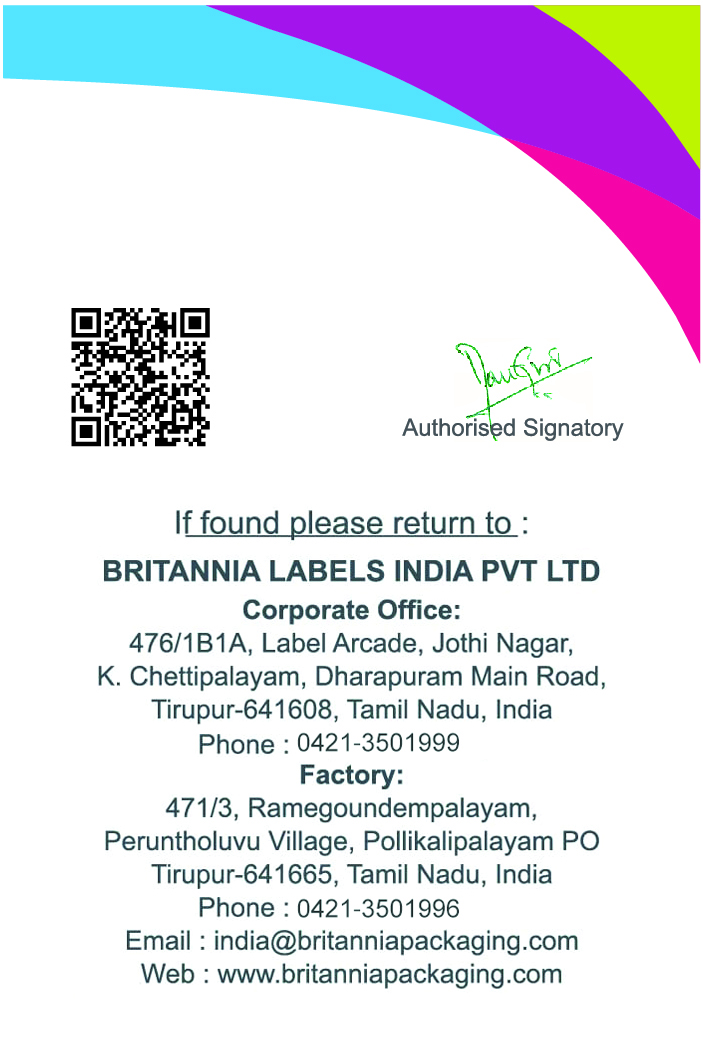 Authorised Signatory
If found please return to :
BRITANNIA LABELS INDIA PVT LTD
Corporate Office:
476/1B1A, Label Arcade, Jothi Nagar,
K. Chettipalayam, Dharapuram Main Road,
Tirupur-641608, Tamil Nadu, India
Phone : 0421-3501999
Factory:
471/3, Ramegoundempalayam,
Peruntholuvu Village, Pollikalipalayam PO
Tirupur-641665, Tamil Nadu, India
Phone : 0421-3501996
Email : india@britanniapackaging.com
Web : www.britanniapackaging.com